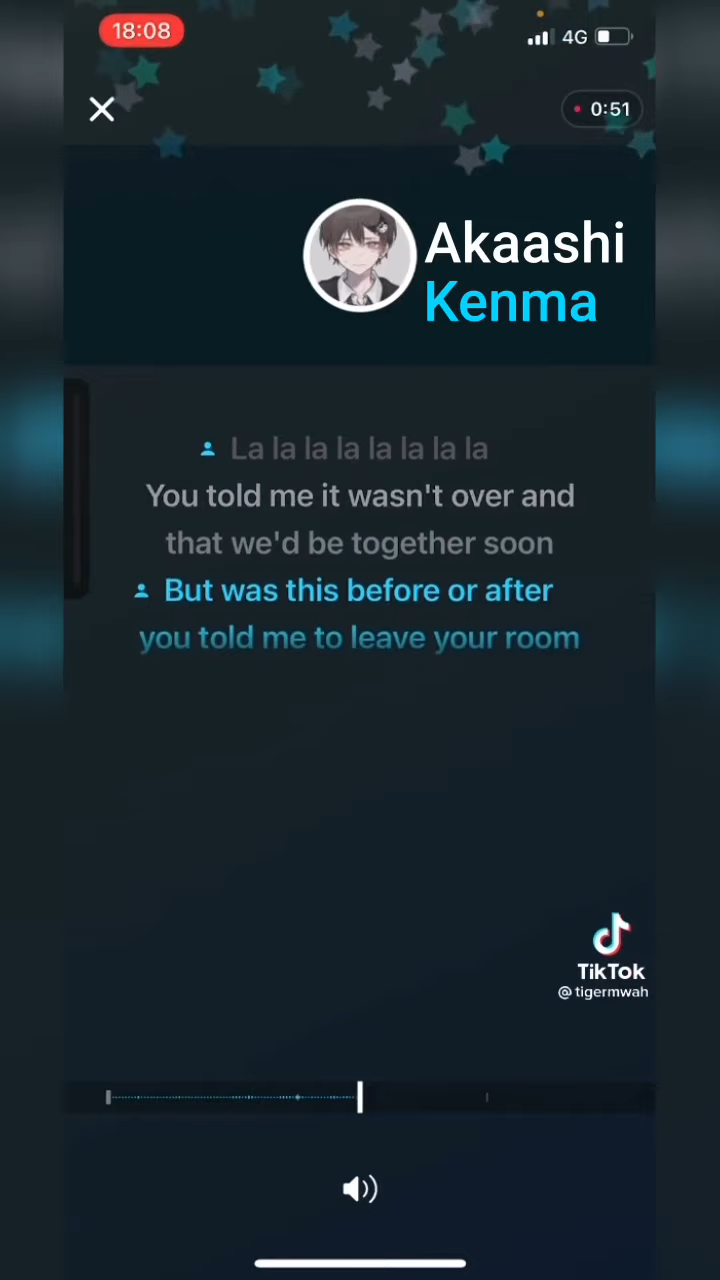 18:08
4G
0:51
Akaashi
Kenma
La la la la la la la la
You told me it wasn't over and
that we'd be together soon
But was this before or after
you told me to leave your room
TikTok
@tigermwah